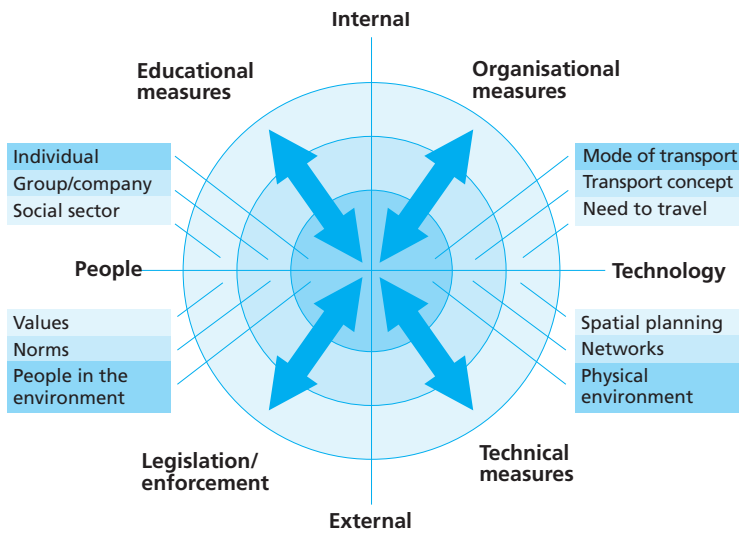 Internal
Educational
measures
Organisational
measures
Individual
Group/company
Social sector
Mode of transport
Transport concept
Need to travel
People
Technology
Values
Norms
People in the
environment
Spatial planning
Networks
Physical
environment
Legislation/
enforcement
Technical
measures
External